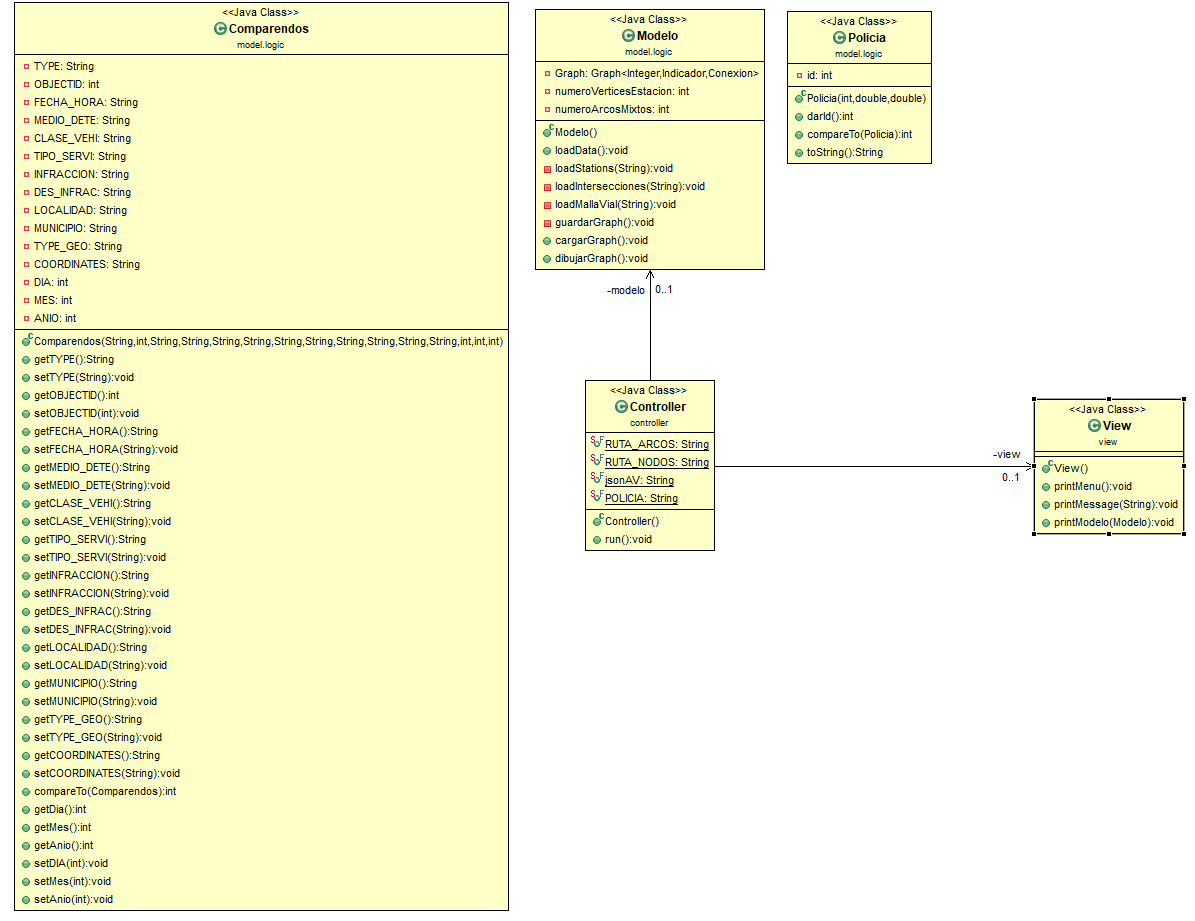 <<Java Class>>
Comparendos
model.logic
TYPE: String
OBJECTID: int
FECHA_HORA: String
MEDIO_DETE: String
CLASE_VEHI: String
TIPO_SERVI: String
INFRACCION: String
DES_INFRAC: String
LOCALIDAD: String
MUNICIPIO: String
TYPE_GEO: String
COORDINATES: String
DIA: int
MES: int
ANIO: int
Comparendos(String,int,String,String,String,String,String,String,String,String,String,String,int,int,int)
getTYPE():String
setTYPE(String):void
getOBJECTID():int
setOBJECTID(int):void
getFECHA_HORA():String
setFECHA_HORA(String):void
getMEDIO_DETE():String
setMEDIO_DETE(String):void
getCLASE_VEHI():String
setCLASE_VEHI(String):void
getTIPO_SERVI():String
setTIPO_SERVI(String):void
getINFRACCION():String
setINFRACCION(String):void
getDES_INFRAC():String
setDES_INFRAC(String):void
getLOCALIDAD():String
setLOCALIDAD(String):void
getMUNICIPIO():String
setMUNICIPIO(String):void
getTYPE_GEO():String
setTYPE_GEO(String):void
getCOORDINATES():String
setCOORDINATES(String):void
compareTo(Comparendos):int
getDia():int
getMes():int
getAnio():int
setDIA(int):void
setMes(int):void
setAnio(int):void
<<Java Class>>
Modelo
model.logic
Graph: Graph<Integer,Indicador,Conexion>
numeroVerticesEstacion: int
numeroArcosMixtos: int
Modelo()
loadData():void
loadStations(String):void
loadIntersecciones(String):void
loadMallaVial(String):void
guardarGraph():void
cargarGraph():void
dibujarGraph():void
<<Java Class>>
Policia
model.logic
id: int
Policia(int,double,double)
darId():int
compareTo(Policia):int
toString():String
-modelo 0..1
<<Java Class>>
Controller
controller
RUTA_ARCOS: String
RUTA_NODOS: String
jsonAV: String
POLICIA: String
Controller()
run():void
-view
0..1
<<Java Class>>
View
view
View()
printMenu():void
printMessage(String):void
printModelo(Modelo):void